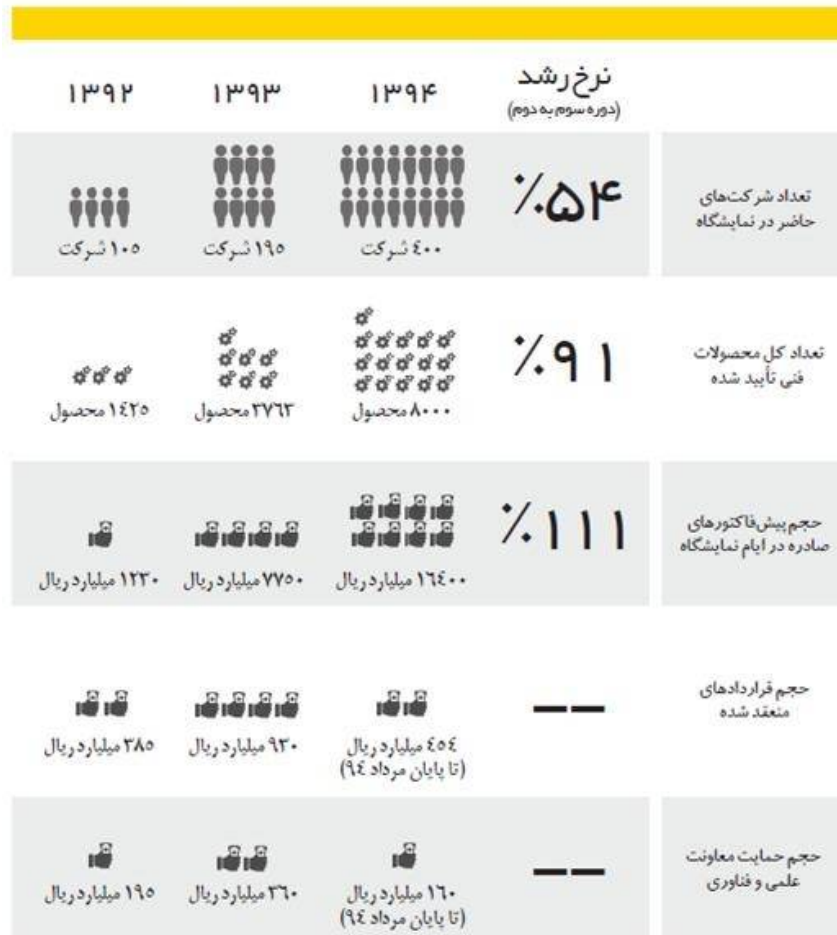 نرخ رشد
(دوره سوم به دوم)
۱۳۹۴
۱۳۹۳
۱۳۹۲
تعداد شرکت‌های
حاضر در نمایشگاه
٪۵۴
۴۰۰ شرکت
۱۹۵ شرکت
۱۰۵ شرکت
تعداد کل محصولات
فنی تأیید شده
٪۹۱
۸۰۰۰ محصول
۳۷۶۳ محصول
۱۴۲۵ محصول
حجم پیش‌فاکتورهای
صادره در ایام نمایشگاه
٪۱۱۱
۱۶۴۰۰ میلیارد ریال
۷۷۵۰ میلیارد ریال
۱۲۳۰ میلیارد ریال
حجم قراردادهای
منعقد شده
——
۴۵۴ میلیارد ریال
(تا پایان مرداد ۹۴)
۹۳۰ میلیارد ریال
۳۸۵ میلیارد ریال
حجم حمایت معاونت
علمی و فناوری
——
۱۶۰ میلیارد ریال
(تا پایان مرداد ۹۴)
۳۶۰ میلیارد ریال
۱۹۵ میلیارد ریال